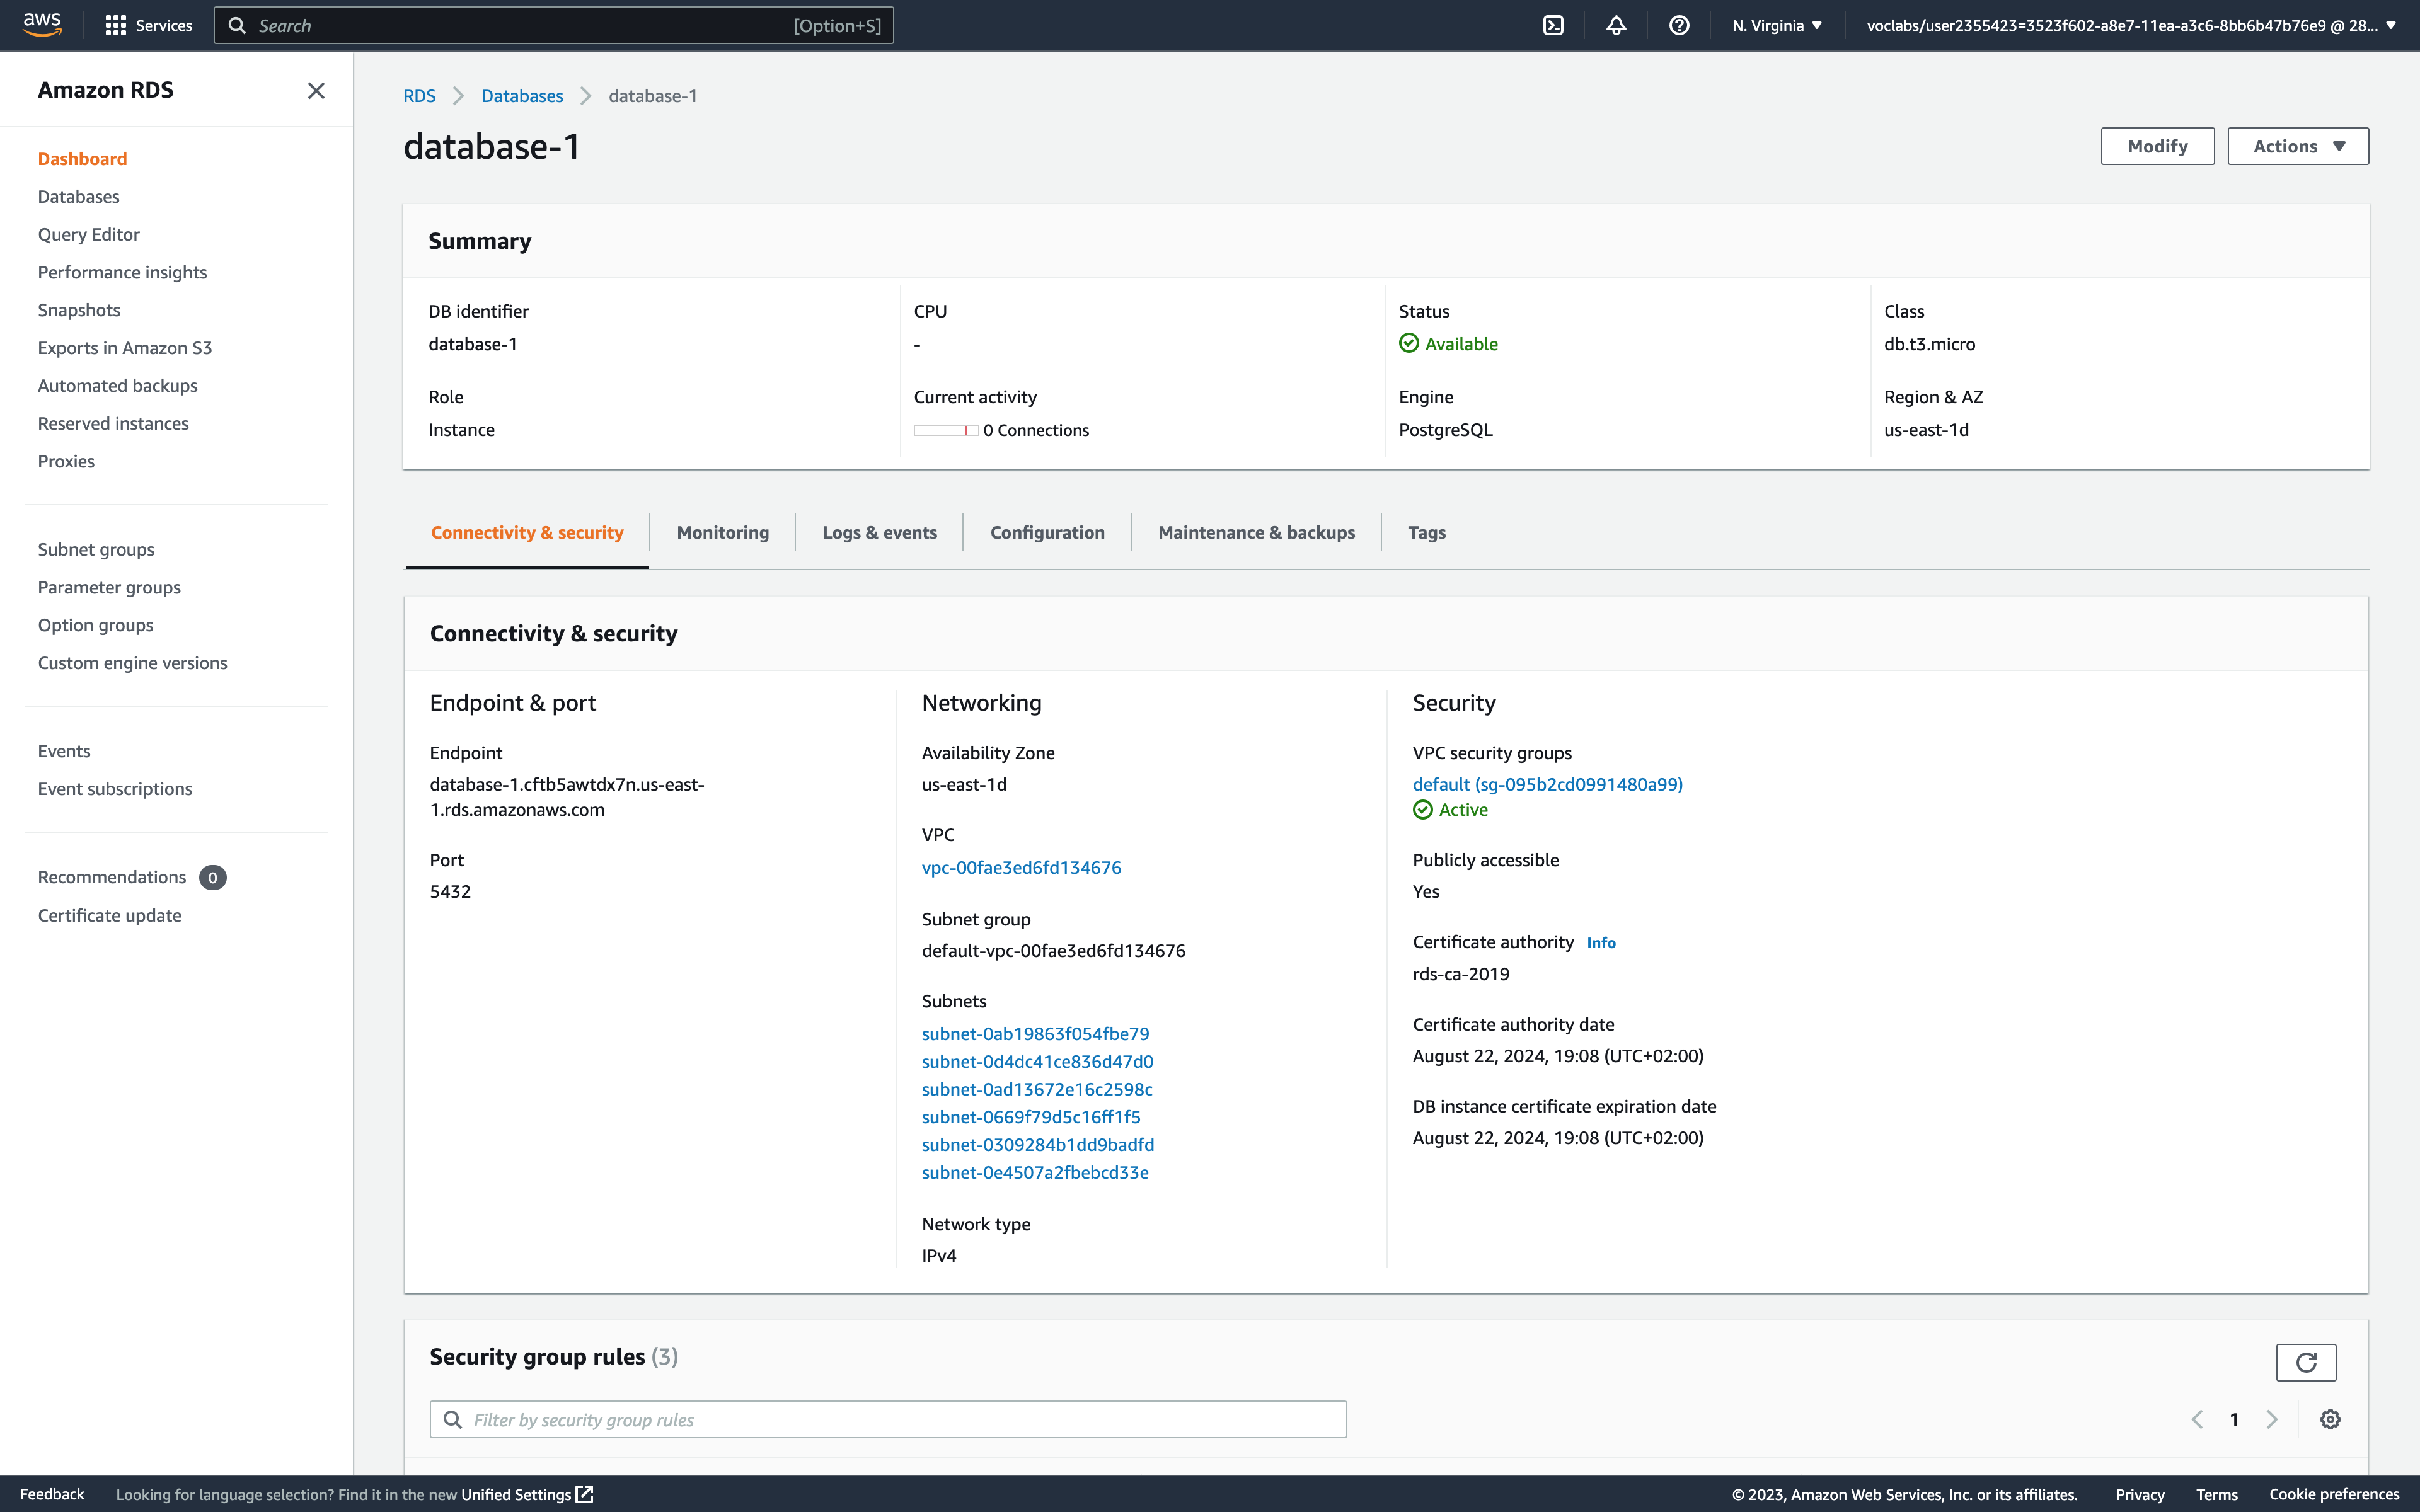 aws
Services
Search
[Option+S]
N. Virginia
voclabs/user2355423=3523f602-a8e7-11ea-a3c6-8bb6b47b76e9 @ 28...
Amazon RDS
Dashboard
Databases
Query Editor
Performance insights
Snapshots
Exports in Amazon S3
Automated backups
Reserved instances
Proxies
Subnet groups
Parameter groups
Option groups
Custom engine versions
Events
Event subscriptions
Recommendations 0
Certificate update
RDS > Databases > database-1
database-1
Modify
Actions
Summary
DB identifier
database-1
Role
Instance
CPU
-
Current activity
0 Connections
Status
Available
Engine
PostgreSQL
Class
db.t3.micro
Region & AZ
us-east-1d
Connectivity & security
Monitoring
Logs & events
Configuration
Maintenance & backups
Tags
Connectivity & security
Endpoint & port
Endpoint
database-1.cftb5awtdx7n.us-east-
1.rds.amazonaws.com
Port
5432
Networking
Availability Zone
us-east-1d
VPC
vpc-00fae3ed6fd134676
Subnet group
default-vpc-00fae3ed6fd134676
Subnets
subnet-0ab19863f054fbe79
subnet-0d4dc41ce836d47d0
subnet-0ad13672e16c2598c
subnet-0669f79d5c16ff1f5
subnet-0309284b1dd9badfd
subnet-0e4507a2fbebcd33e
Network type
IPv4
Security
VPC security groups
default (sg-095b2cd0991480a99)
Active
Publicly accessible
Yes
Certificate authority Info
rds-ca-2019
Certificate authority date
August 22, 2024, 19:08 (UTC+02:00)
DB instance certificate expiration date
August 22, 2024, 19:08 (UTC+02:00)
Security group rules (3)
Filter by security group rules
1
Feedback
Looking for language selection? Find it in the new Unified Settings
© 2023, Amazon Web Services, Inc. or its affiliates.
Privacy
Terms
Cookie preferences